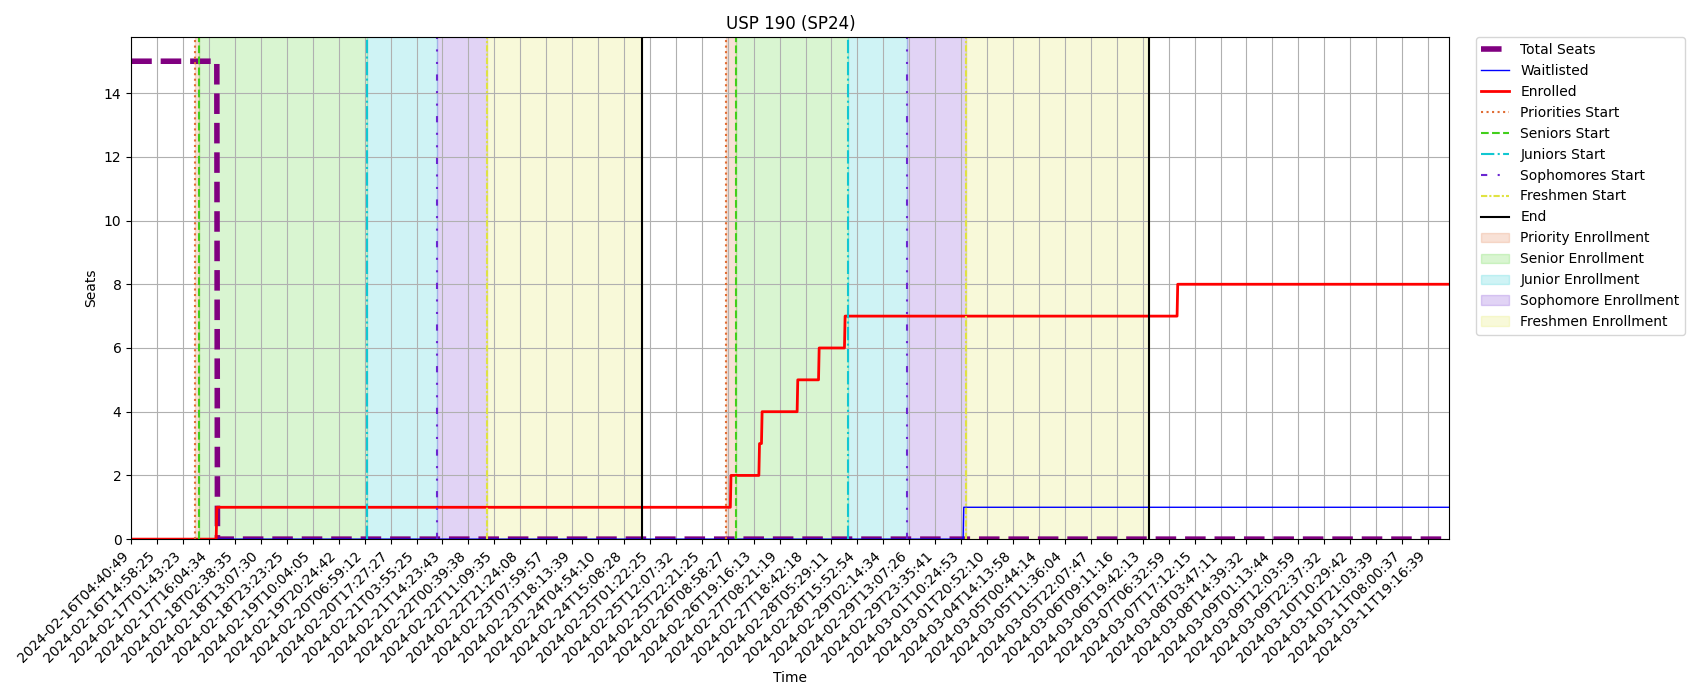 USP 190 (SP24)
Seats
14
12
10
8
6
4
2
0
2024-02-16T04:40:49
2024-02-16T14:58:25
2024-02-17T01:43:23
2024-02-17T16:04:34
2024-02-18T02:38:35
2024-02-18T13:07:30
2024-02-18T23:23:25
2024-02-19T10:04:05
2024-02-19T20:24:42
2024-02-20T06:59:12
2024-02-20T17:27:27
2024-02-21T03:55:25
2024-02-21T14:23:43
2024-02-22T00:39:38
2024-02-22T11:09:35
2024-02-22T21:24:08
2024-02-23T07:59:57
2024-02-23T18:13:39
2024-02-24T04:54:10
2024-02-24T15:08:28
2024-02-25T01:22:25
2024-02-25T12:07:32
2024-02-25T22:21:25
2024-02-26T08:58:27
2024-02-26T19:16:13
2024-02-27T08:21:19
2024-02-27T18:42:18
2024-02-28T05:29:11
2024-02-28T15:52:54
2024-02-29T02:14:34
2024-02-29T13:07:26
2024-02-29T23:35:41
2024-03-01T10:24:53
2024-03-01T20:52:10
2024-03-04T14:13:58
2024-03-05T00:44:14
2024-03-05T11:36:04
2024-03-05T22:07:47
2024-03-06T09:11:16
2024-03-06T19:42:13
2024-03-07T06:32:59
2024-03-07T17:12:15
2024-03-08T03:47:11
2024-03-08T14:39:32
2024-03-09T01:13:44
2024-03-09T12:03:59
2024-03-09T22:37:32
2024-03-10T10:29:42
2024-03-10T21:03:39
2024-03-11T08:00:37
2024-03-11T19:16:39
Time
Total Seats
Waitlisted
Enrolled
Priorities Start
Seniors Start
Juniors Start
Sophomores Start
Freshmen Start
End
Priority Enrollment
Senior Enrollment
Junior Enrollment
Sophomore Enrollment
Freshmen Enrollment